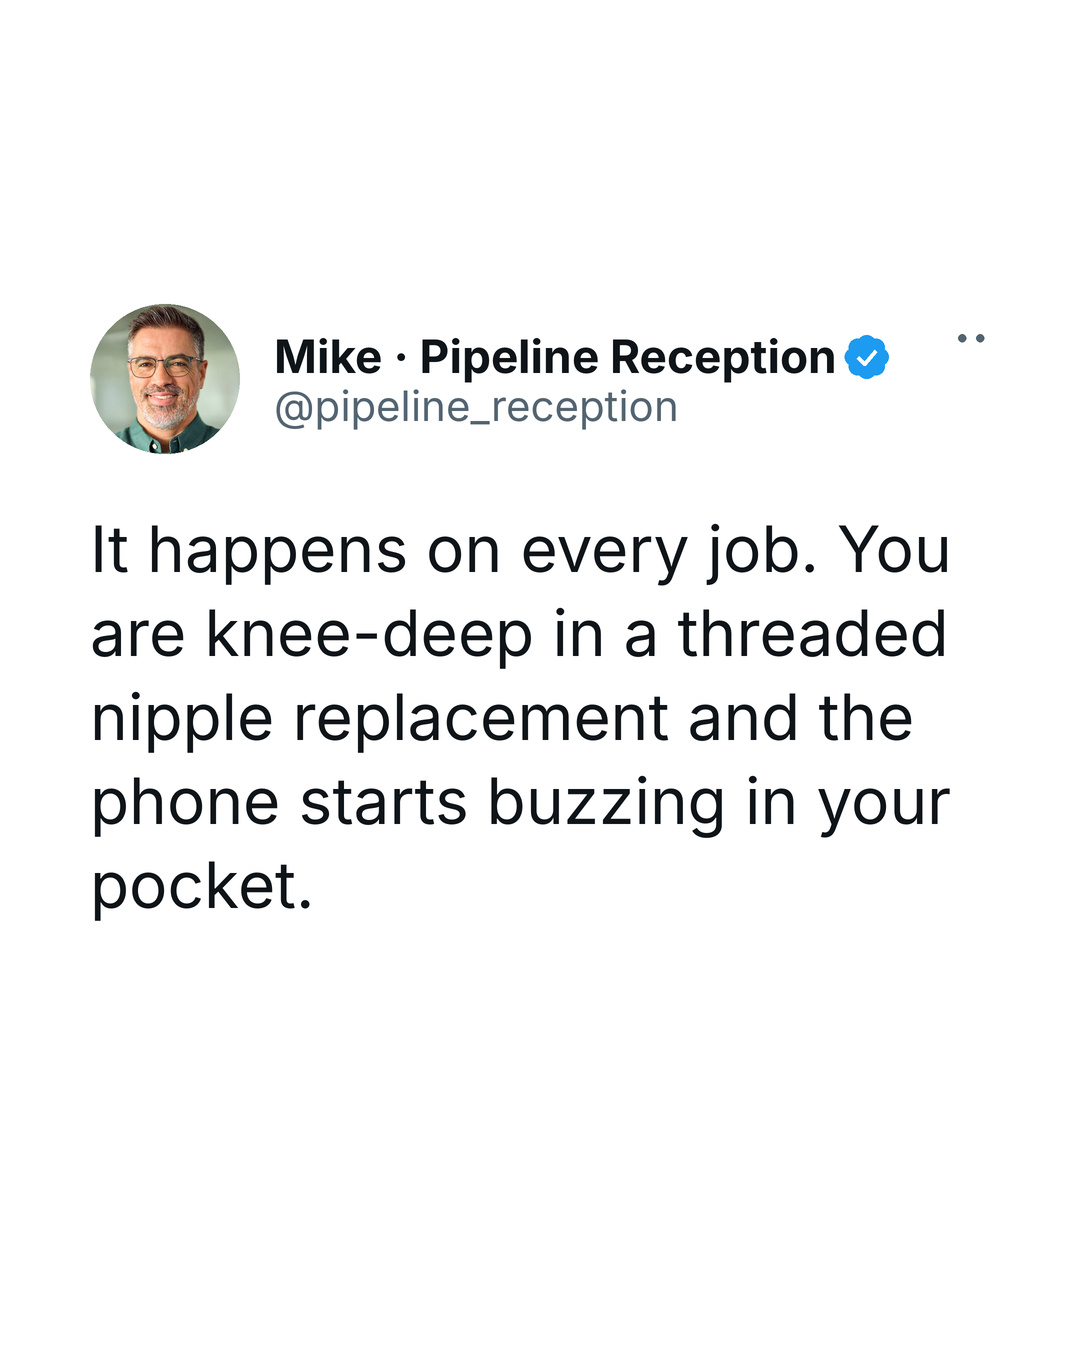 Mike · Pipeline Reception
@pipeline_reception
It happens on every job. You
are knee-deep in a threaded
nipple replacement and the
phone starts buzzing in your
pocket.